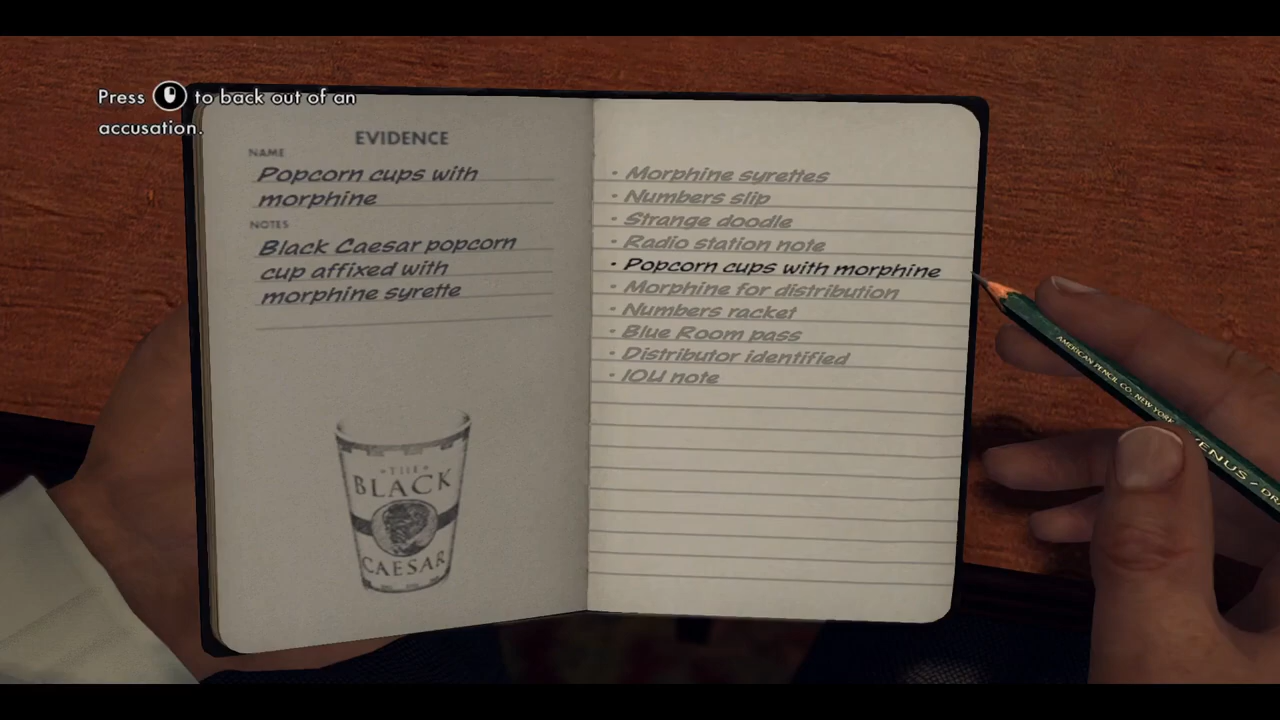 Press to back out of an
accusation.
EVIDENCE
NAME
Popcorn cups with
morphine
NOTES
Black Caesar popcorn
cup affixed with
morphine syrette
THE
BLACK
CAESAR
· Morphine syrettes
· Numbers slip
· Strange doodle
· Radio station note
· Popcorn cups with morphine
· Morphine for distribution
· Numbers racket
· Blue Room pass
· Distributor identified
· IOU note
AMERICAN PENCIL CO. NEW YORK
VENUS / DRA